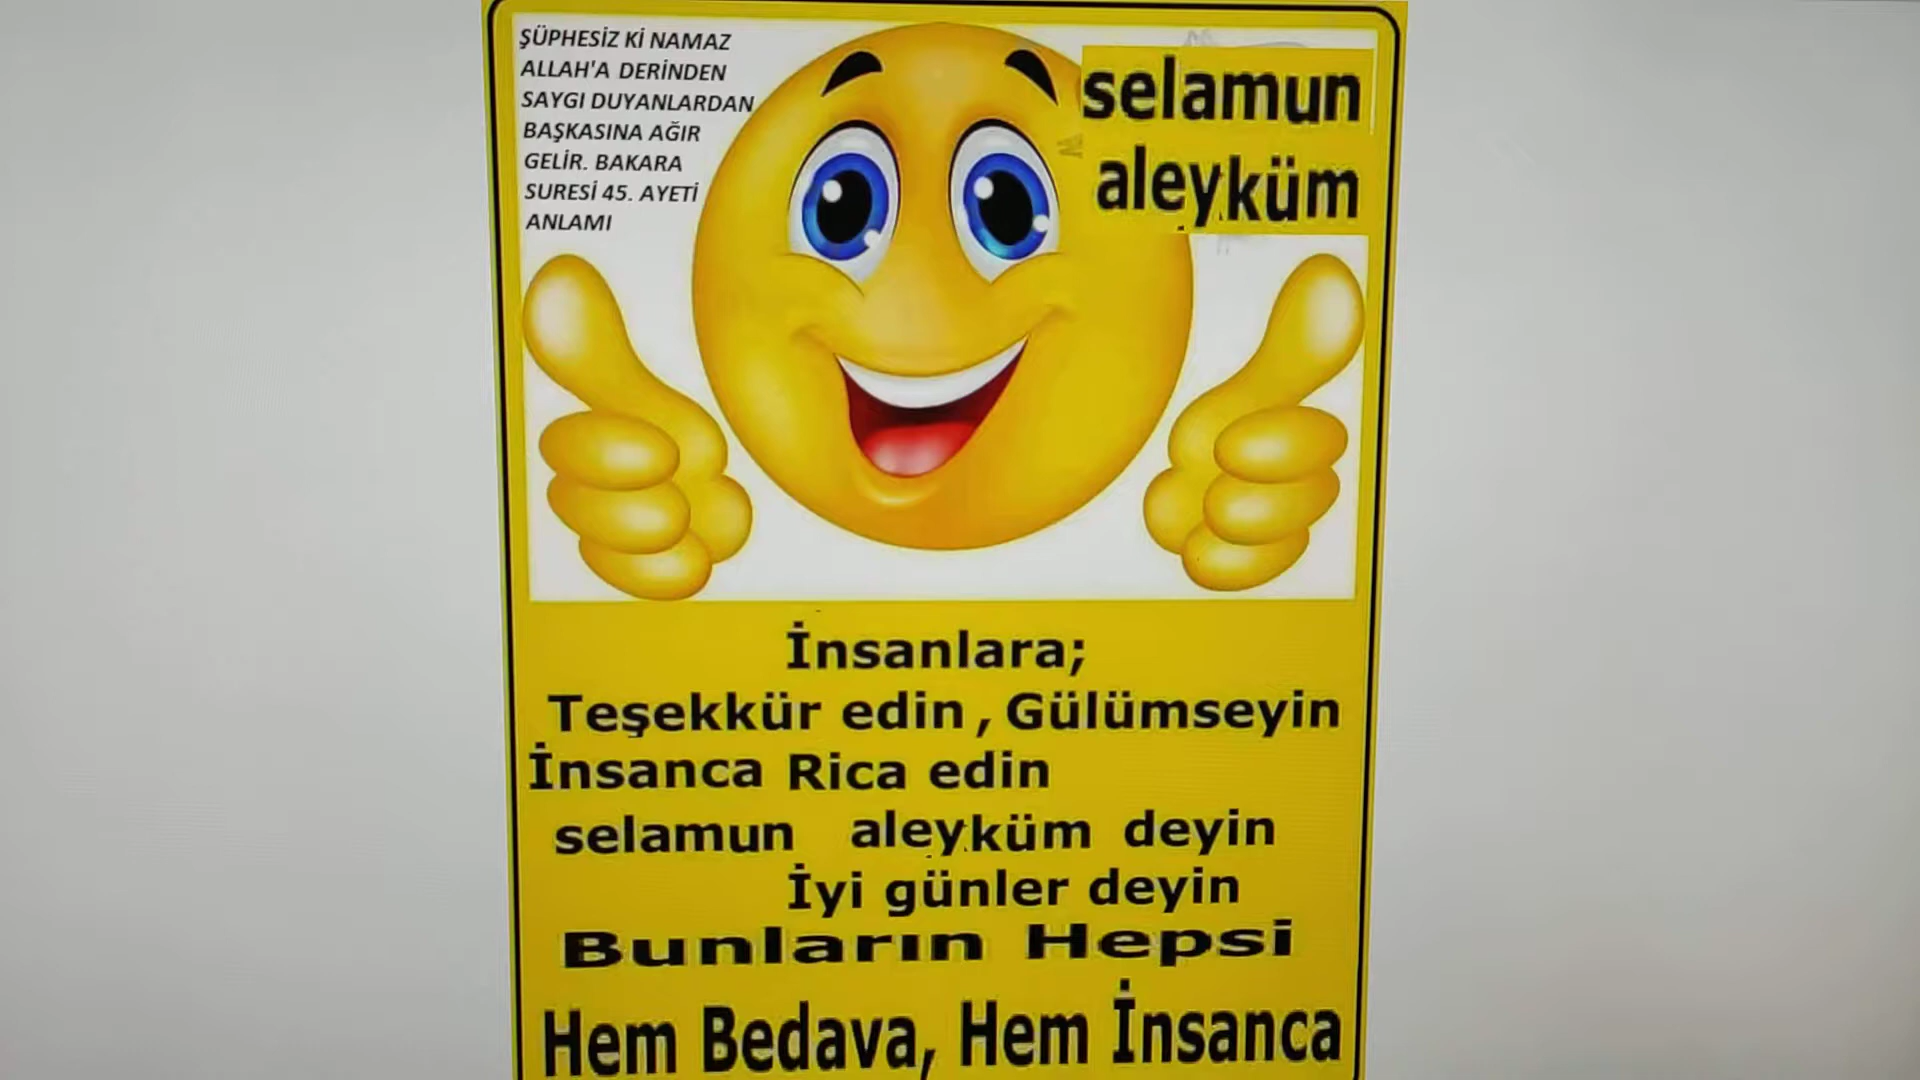 ŞÜPHESİZ Kİ NAMAZ
ALLAH'A DERİNDEN
SAYGI DUYANLARDAN
BAŞKASINA AĞIR
GELİR. BAKARA
SURESİ 45. AYETİ
ANLAMI
selamun
aleyküm
İnsanlara;
Teşekkür edin, Gülümseyin
İnsanca Rica edin
selamun aleyküm deyin
İyi günler deyin
Bunların Hepsi
Hem Bedava, Hem İnsanca